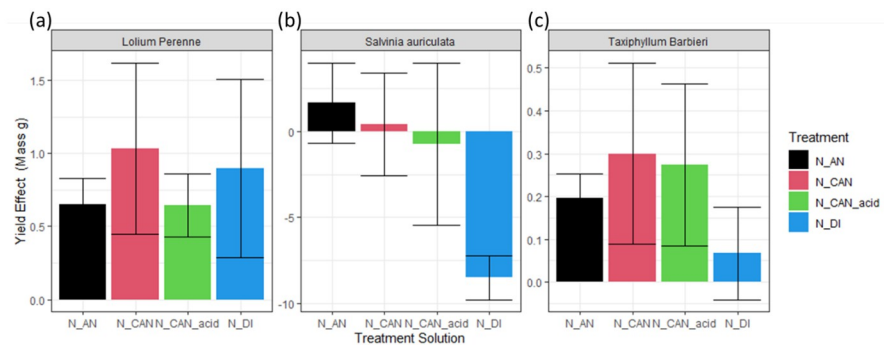 (a)
(b)
(c)
Lolium Perenne
Salvinia auriculata
Taxiphyllum Barbieri
Yield Effect (Mass g)
1.5
1.0
0.5
0.0
0
-5
-10
0.5
0.4
0.3
0.2
0.1
0.0
N_AN N_CAN N_CAN_acid N_DI
N_AN N_CAN N_CAN_acid N_DI
N_AN N_CAN N_CAN_acid N_DI
Treatment Solution
Treatment
N_AN
N_CAN
N_CAN_acid
N_DI